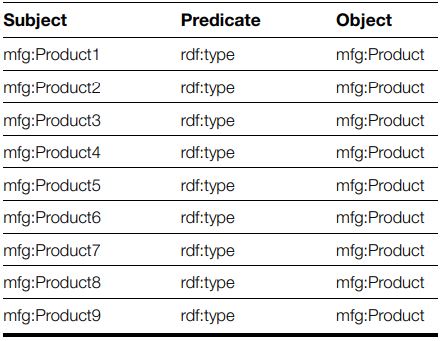 Subject Predicate Object
mfg:Product1 rdf:type mfg:Product
mfg:Product2 rdf:type mfg:Product
mfg:Product3 rdf:type mfg:Product
mfg:Product4 rdf:type mfg:Product
mfg:Product5 rdf:type mfg:Product
mfg:Product6 rdf:type mfg:Product
mfg:Product7 rdf:type mfg:Product
mfg:Product8 rdf:type mfg:Product
mfg:Product9 rdf:type mfg:Product